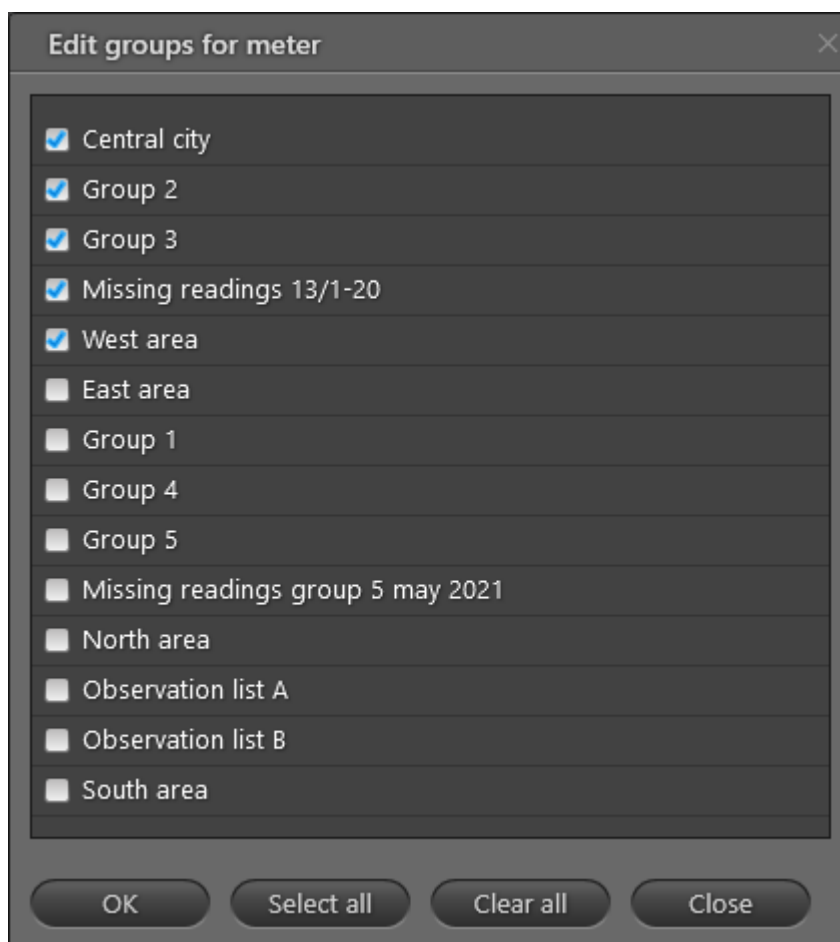 Edit groups for meter
Central city
Group 2
Group 3
Missing readings 13/1-20
West area
East area
Group 1
Group 4
Group 5
Missing readings group 5 may 2021
North area
Observation list A
Observation list B
South area
OK Select all Clear all Close